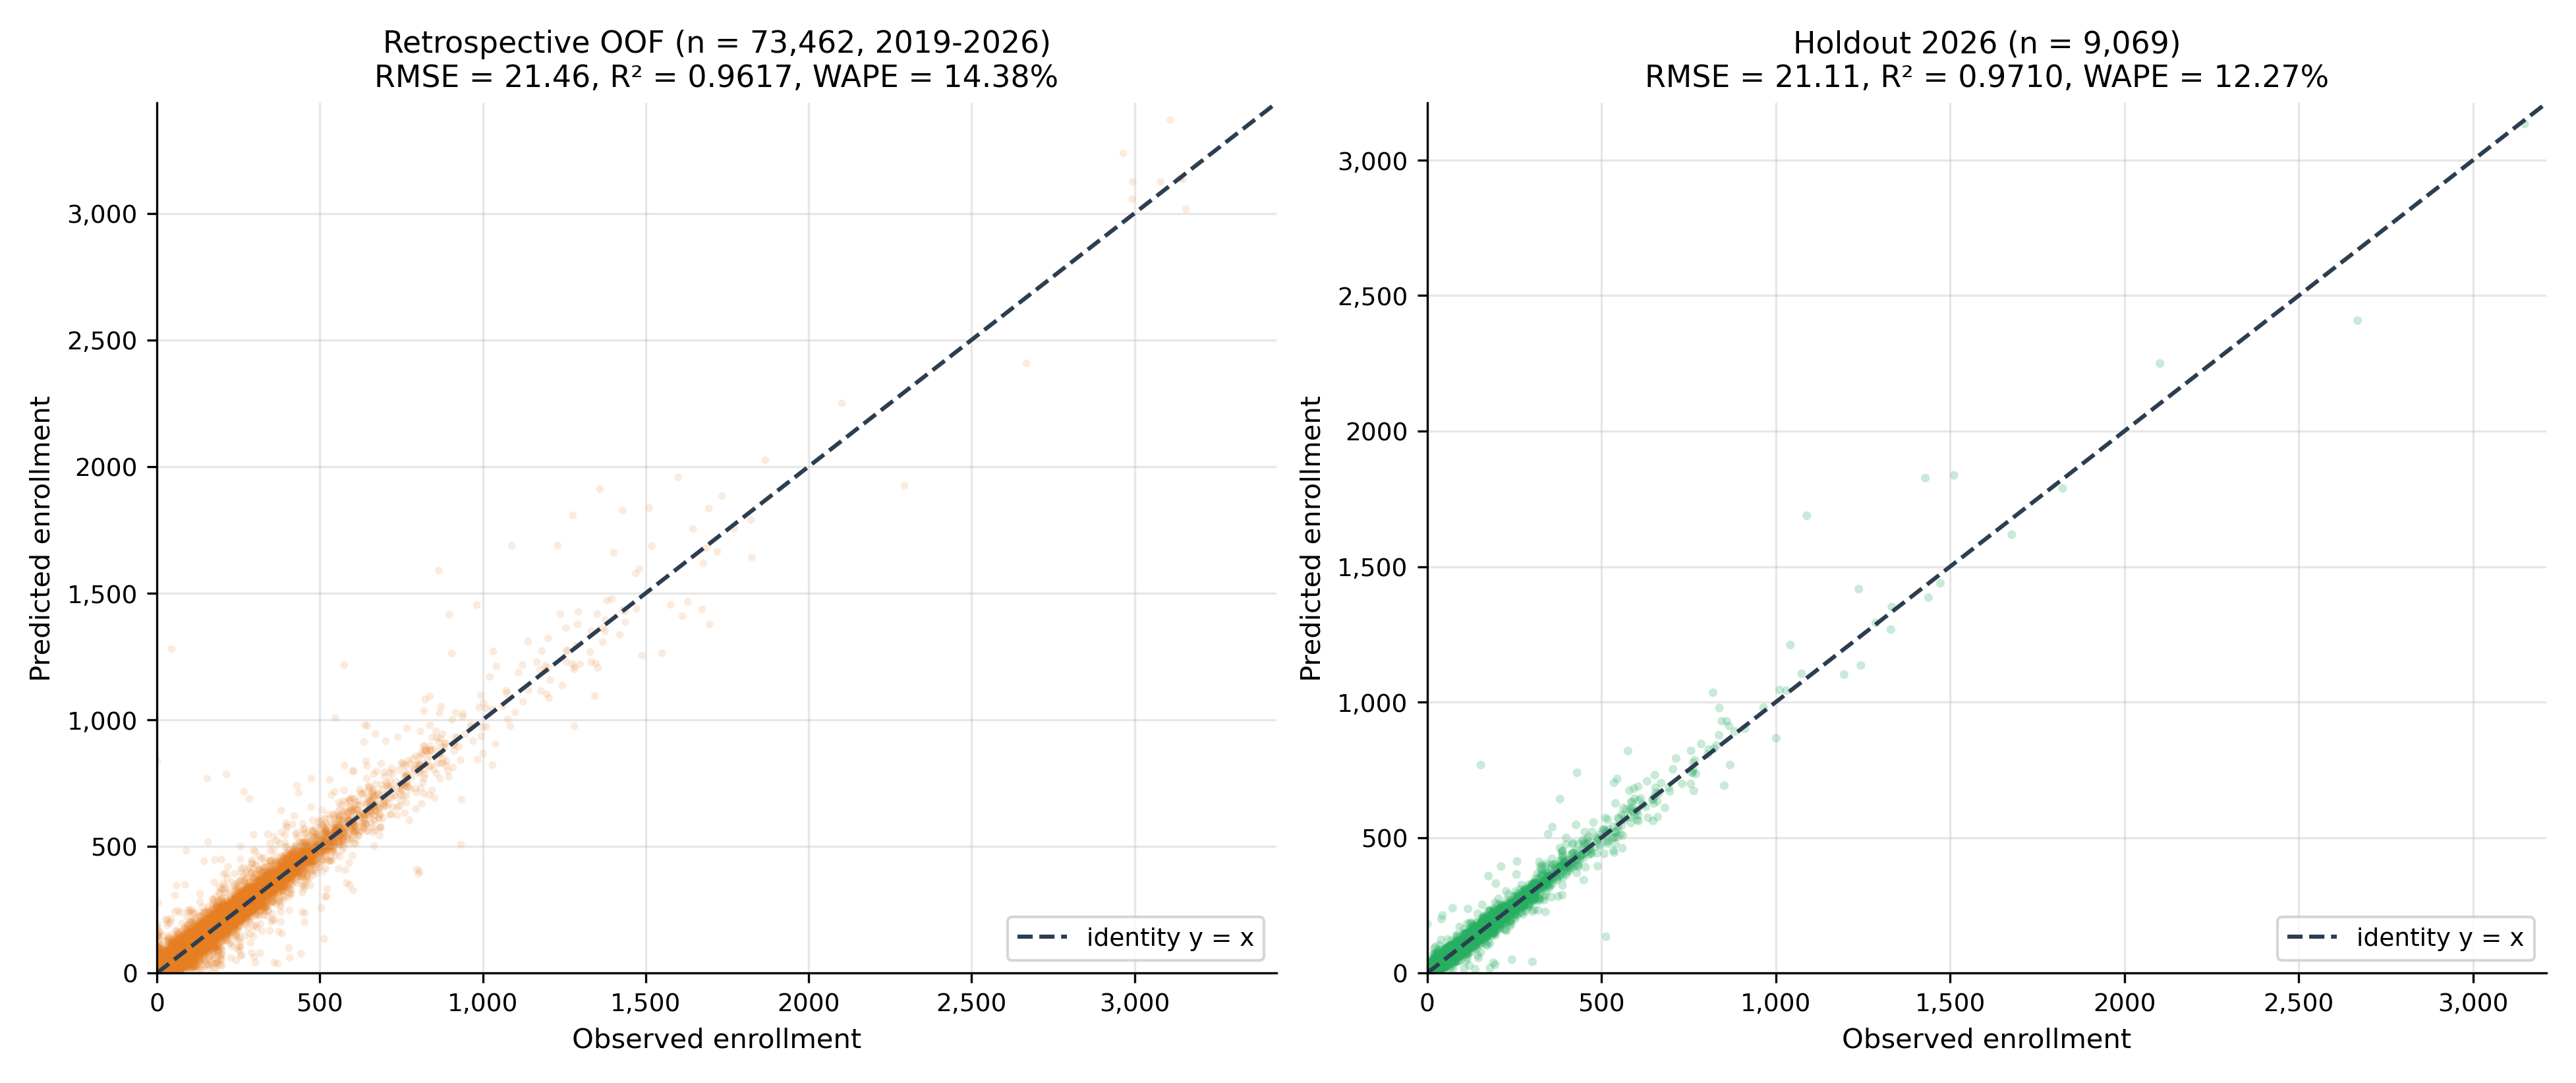 Retrospective OOF (n = 73,462, 2019-2026)
RMSE = 21.46, R² = 0.9617, WAPE = 14.38%
Predicted enrollment
3,000
2,500
2000
1,500
1,000
500
0
0 500 1,000 1,500 2000 2,500 3,000
Observed enrollment
identity y = x
Holdout 2026 (n = 9,069)
RMSE = 21.11, R² = 0.9710, WAPE = 12.27%
Predicted enrollment
3,000
2,500
2000
1,500
1,000
500
0
0 500 1,000 1,500 2000 2,500 3,000
Observed enrollment
identity y = x